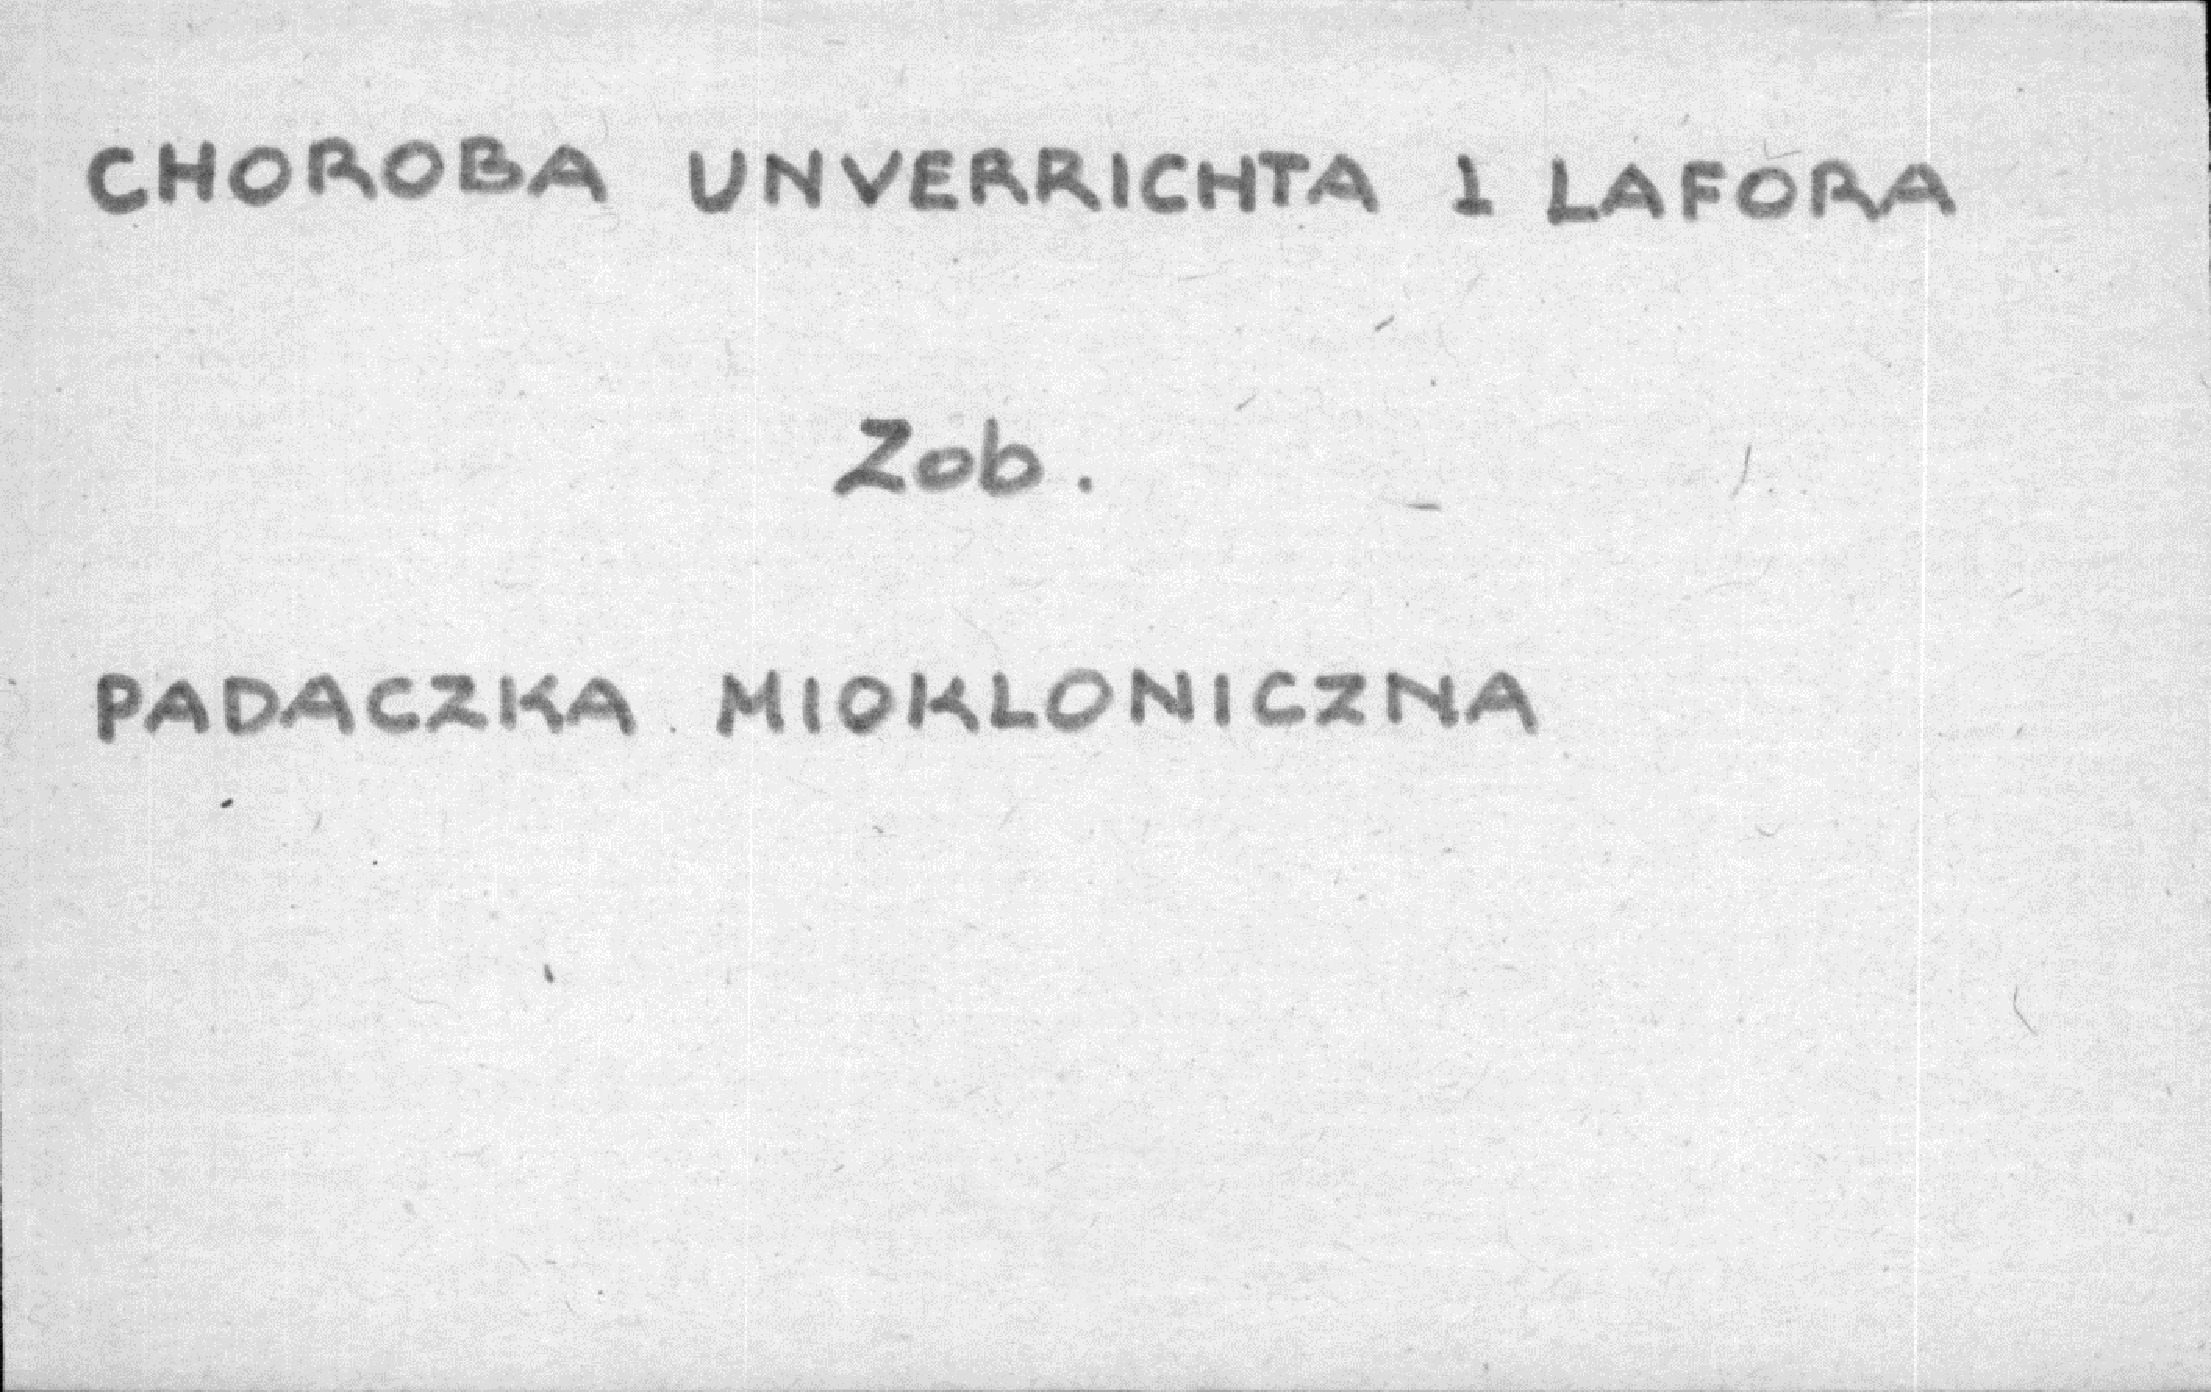 CHOROBA UNVERRICHTA I LAFORA
Zob.
PADACZKA MIOKLONICZNA